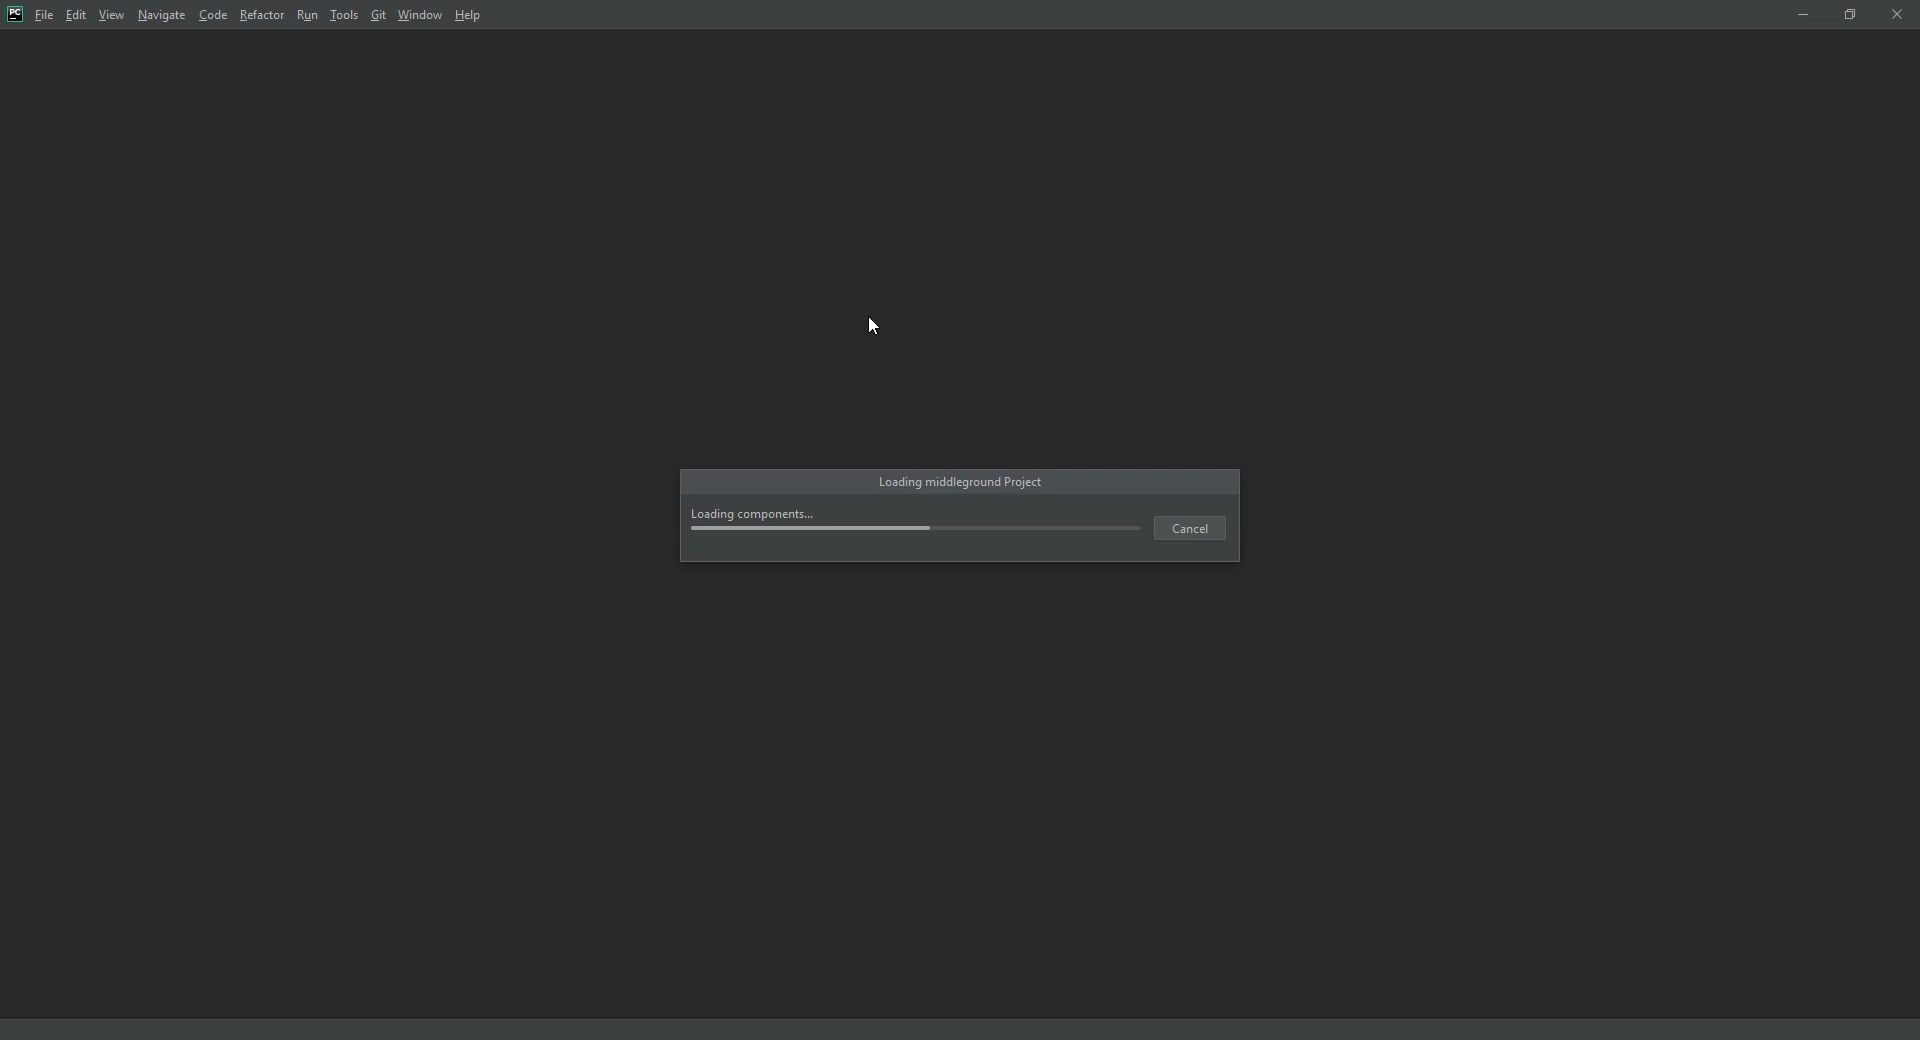 PC File Edit View Navigate Code Refactor Run Tools Git Window Help
Loading middleground Project
Loading components...
Cancel